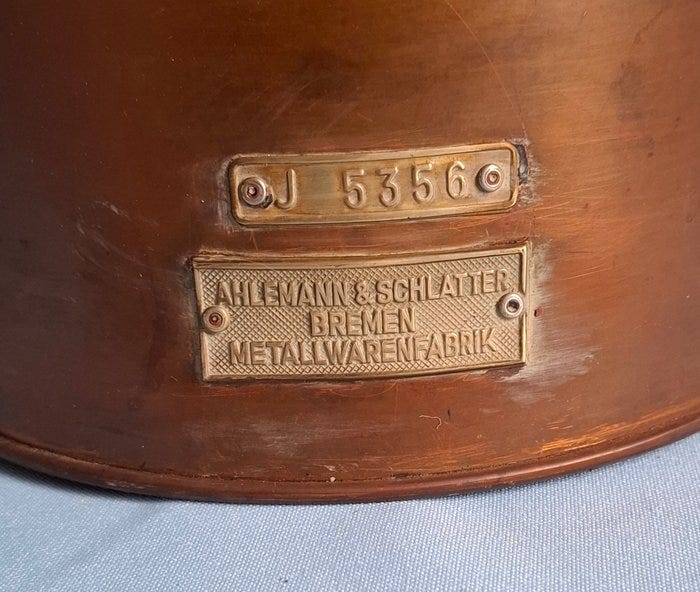 J 5356
AHLEMANN & SCHLATTER
BREMEN
METALLWARENFABRIK